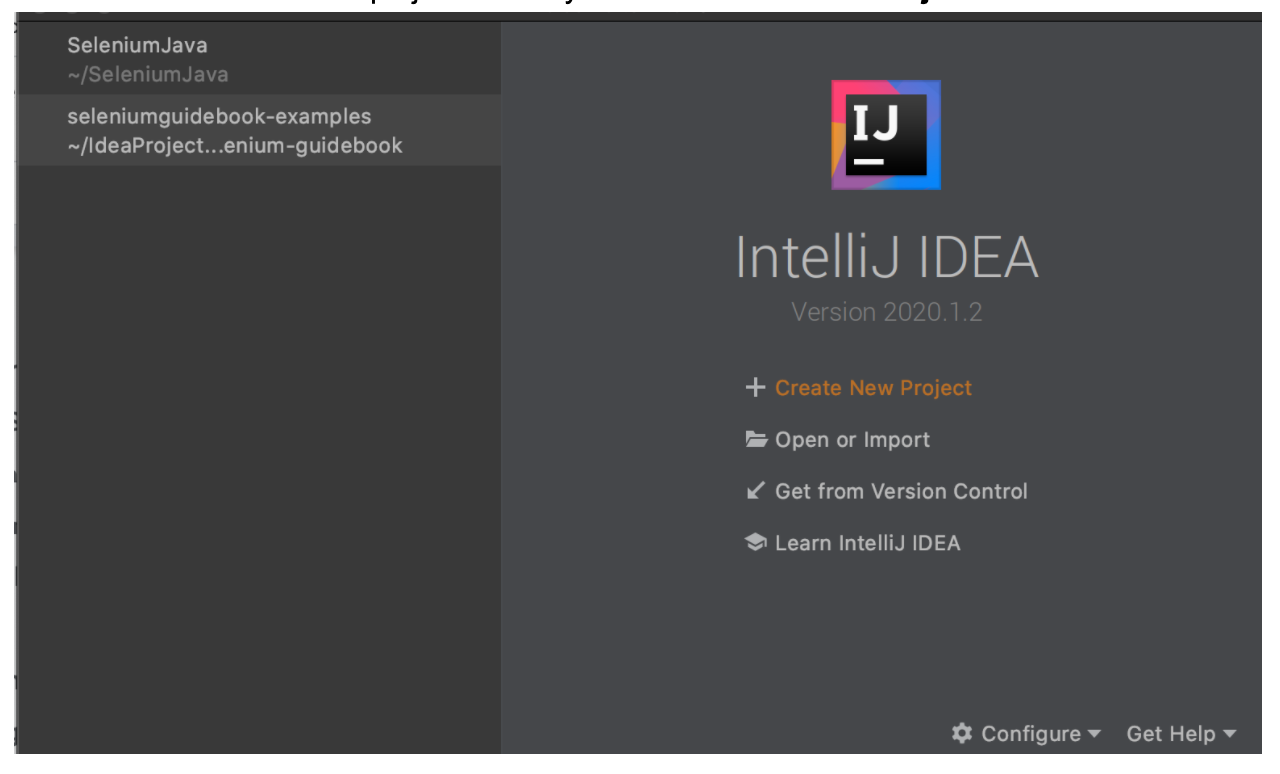 SeleniumJava
~/SeleniumJava
seleniumguidebook-examples
~/IdeaProject...enium-guidebook
IJ
IntelliJ IDEA
Version 2020.1.2
Create New Project
Open or Import
Get from Version Control
Learn IntelliJ IDEA
Configure
Get Help